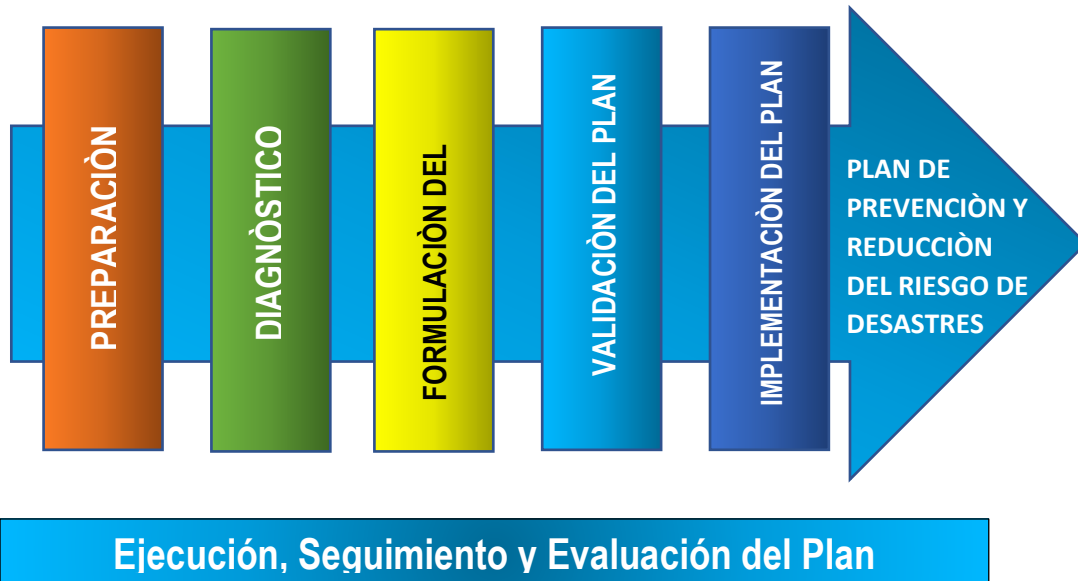 PREPARACIÒN
DIAGNÒSTICO
FORMULACIÒN DEL
VALIDACIÒN DEL PLAN
IMPLEMENTACIÒN DEL PLAN
PLAN DE
PREVENCIÒN Y
REDUCCIÒN
DEL RIESGO DE
DESASTRES
Ejecución, Seguimiento y Evaluación del Plan